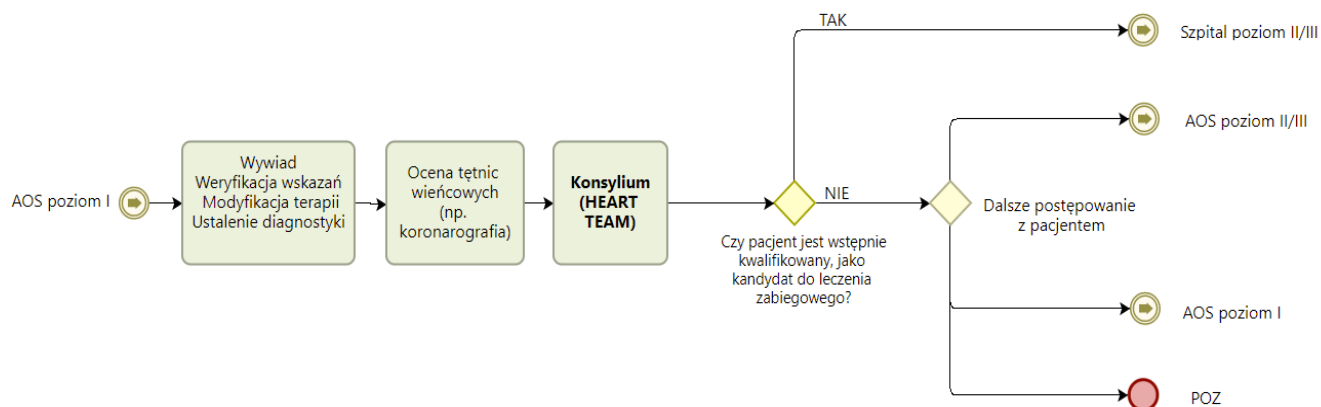 AOS poziom I
Wywiad
Weryfikacja wskazań
Modyfikacja terapii
Ustalenie diagnostyki
Ocena tętnic
wieńcowych
(np.
koronarografia)
Konsylium
(HEART
TEAM)
Czy pacjent jest wstępnie
kwalifikowany, jako
kandydat do leczenia
zabiegowego?
TAK
Szpital poziom II/III
NIE
Dalsze postępowanie
z pacjentem
AOS poziom II/III
AOS poziom I
POZ